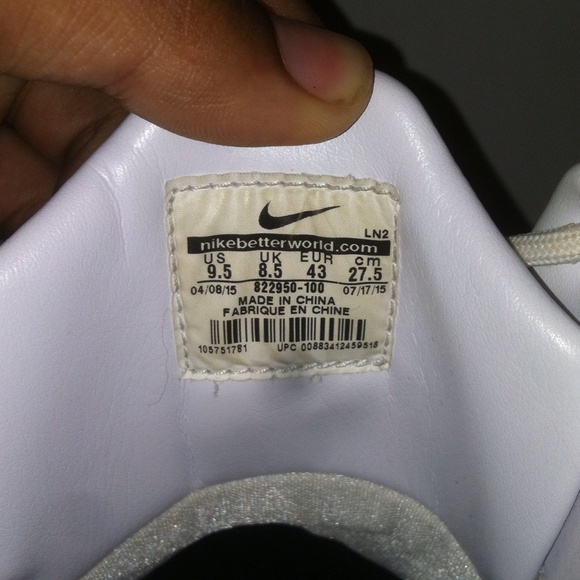 LN2
nikebetterworld.com
US UK EUR cm
9.5 8.5 43 27.5
04/08/15 822950-100 07/17/15
MADE IN CHINA
FABRIQUE EN CHINE
105751781 UPC 00883412459518